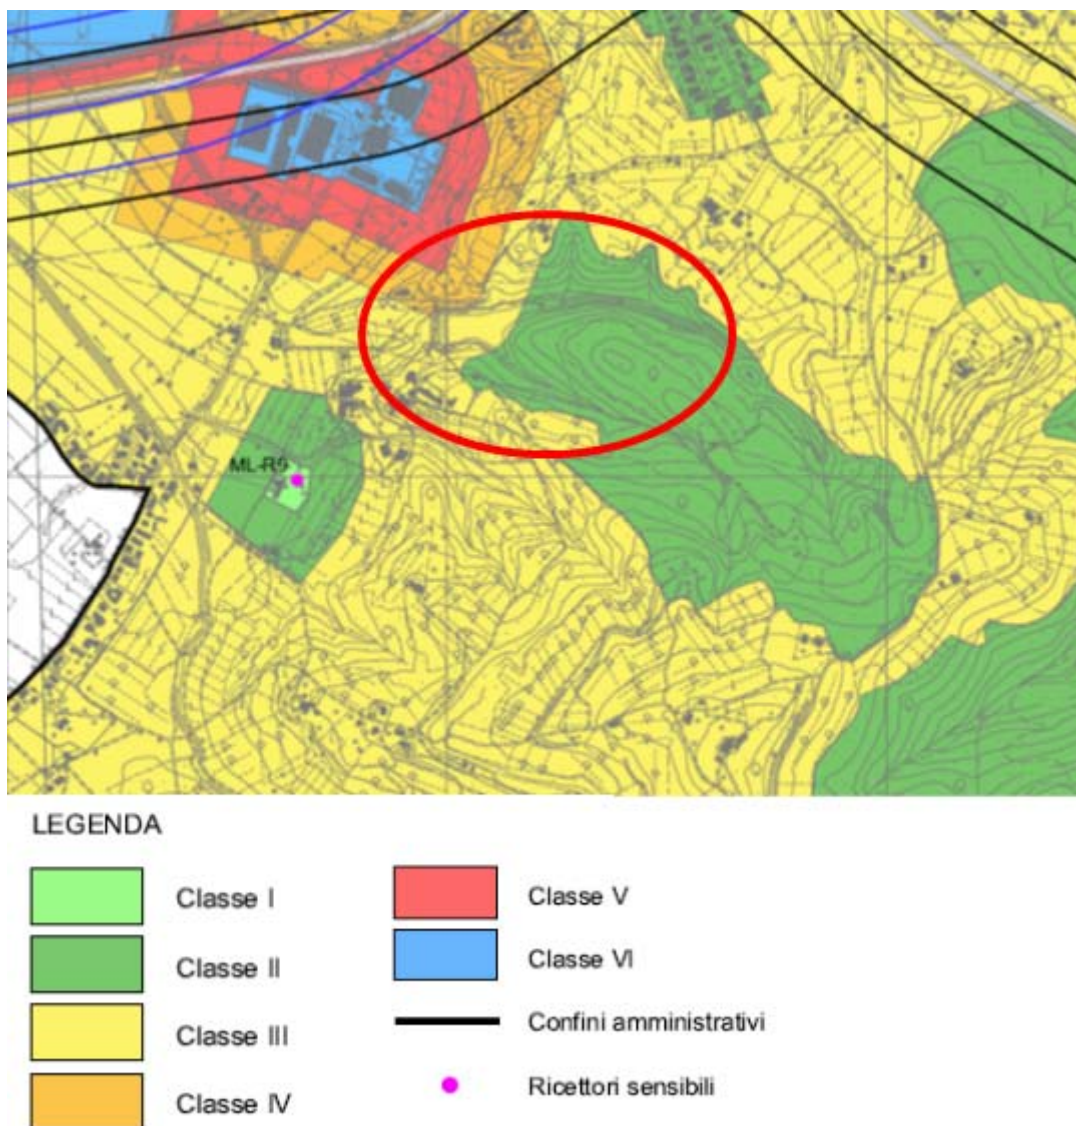 ML-R9
LEGENDA
Classe I
Classe II
Classe III
Classe IV
Classe V
Classe VI
Confini amministrativi
Ricettori sensibili